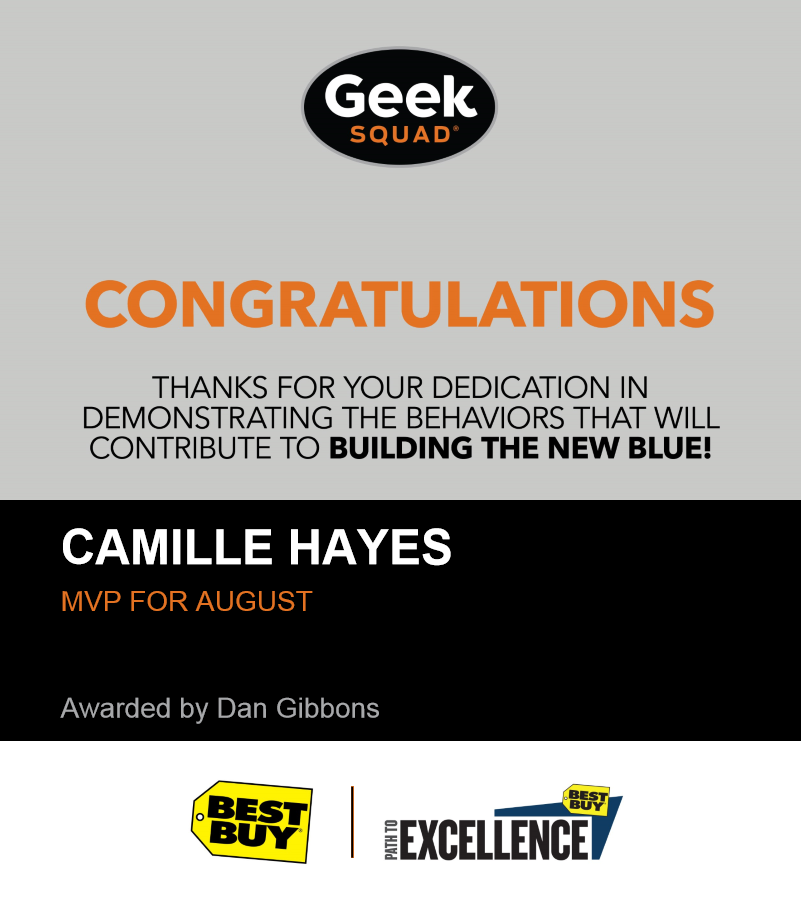 Geek
SQUAD®
CONGRATULATIONS
THANKS FOR YOUR DEDICATION IN
DEMONSTRATING THE BEHAVIORS THAT WILL
CONTRIBUTE TO BUILDING THE NEW BLUE!
CAMILLE HAYES
MVP FOR AUGUST
Awarded by Dan Gibbons
BEST
BUY®
PATH TO
EXCELLENCE
BEST
BUY